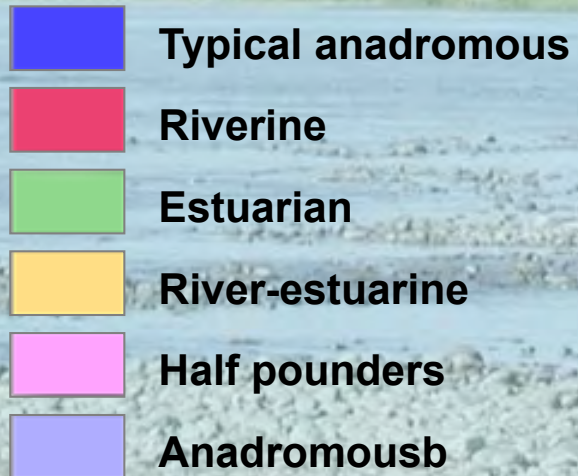 Typical anadromous
Riverine
Estuarian
River-estuarine
Half pounders
Anadromousb